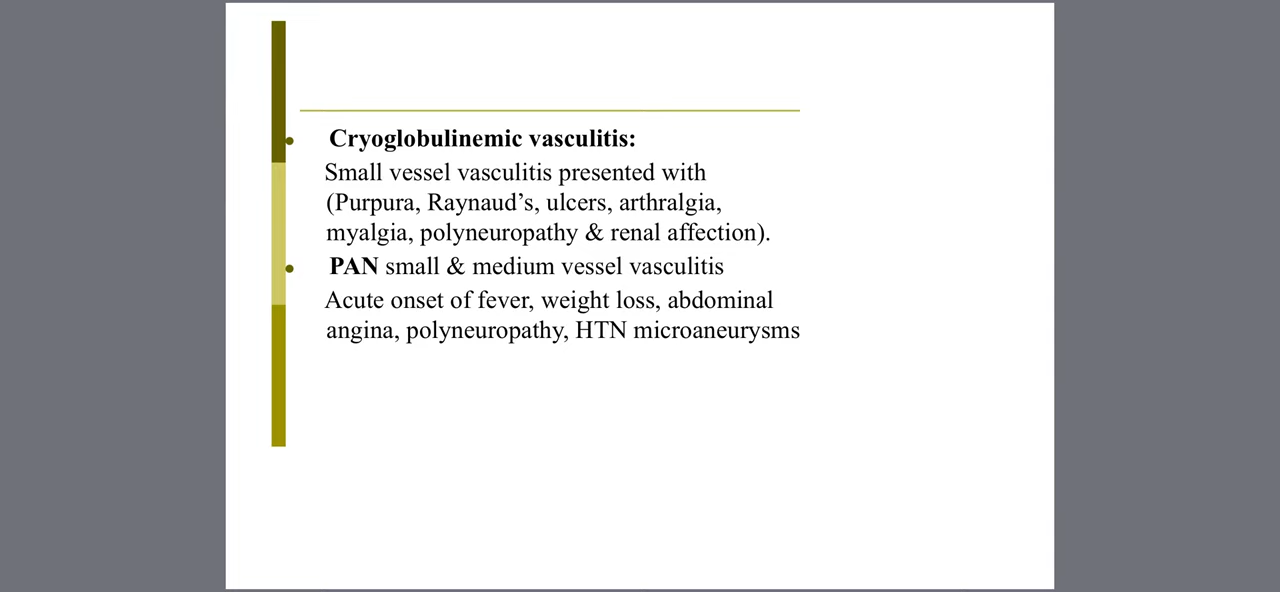 Cryoglobulinemic vasculitis:
Small vessel vasculitis presented with
(Purpura, Raynaud’s, ulcers, arthralgia,
myalgia, polyneuropathy & renal affection).
PAN small & medium vessel vasculitis
Acute onset of fever, weight loss, abdominal
angina, polyneuropathy, HTN microaneurysms